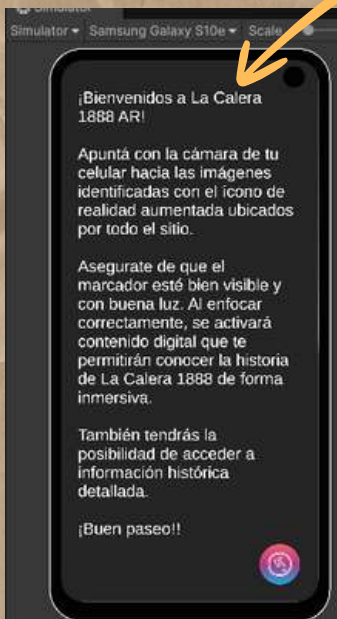 Simulator
Simulator Samsung Galaxy S10e Scale
¡Bienvenidos a La Calera
1888 AR!
Apuntá con la cámara de tu
celular hacia las imágenes
identificadas con el ícono de
realidad aumentada ubicados
por todo el sitio.
Asegurate de que el
marcador esté bien visible y
con buena luz. Al enfocar
correctamente, se activará
contenido digital que te
permitirán conocer la historia
de La Calera 1888 de forma
inmersiva.
También tendrás la
posibilidad de acceder a
información histórica
detallada.
¡Buen paseo!!